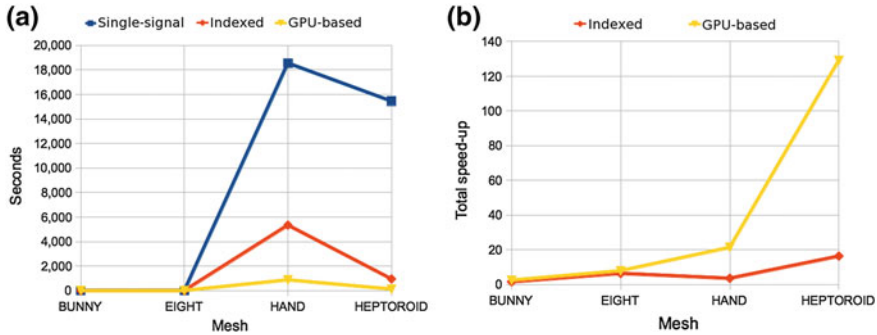 (a)
Single-signal
Indexed
GPU-based
20,000
18,000
16,000
14,000
12,000
10,000
8,000
6,000
4,000
2,000
0
Seconds
BUNNY
EIGHT
HAND
HEPTOROID
Mesh
(b)
Indexed
GPU-based
140
120
100
80
60
40
20
0
Total speed-up
BUNNY
EIGHT
HAND
HEPTOROID
Mesh